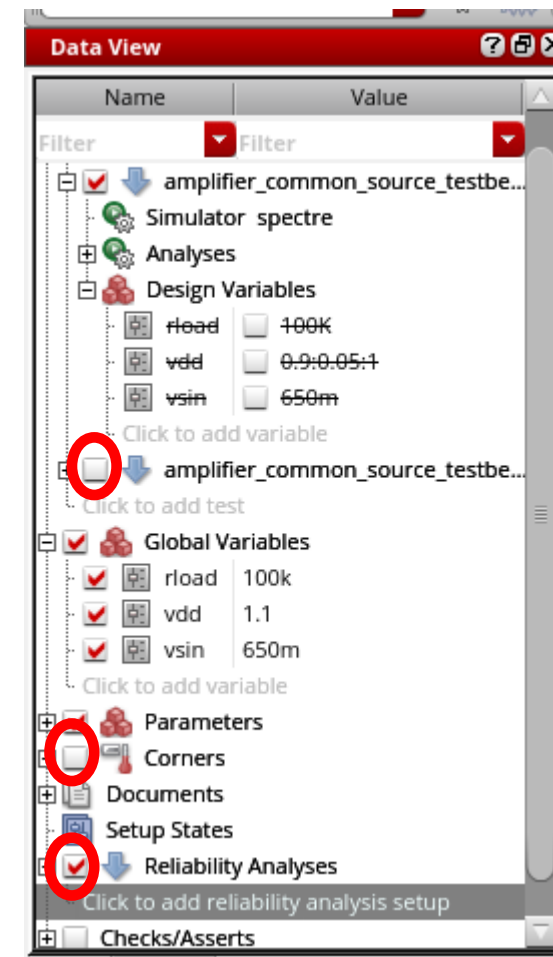 Data View
Name Value
Filter Filter
amplifier_common_source_testbe...
Simulator spectre
Analyses
Design Variables
rload 100K
vdd 0.9:0.05:1
vsin 650m
Click to add variable
amplifier_common_source_testbe...
Click to add test
Global Variables
rload 100k
vdd 1.1
vsin 650m
Click to add variable
Parameters
Corners
Documents
Setup States
Reliability Analyses
Click to add reliability analysis setup
Checks/Asserts